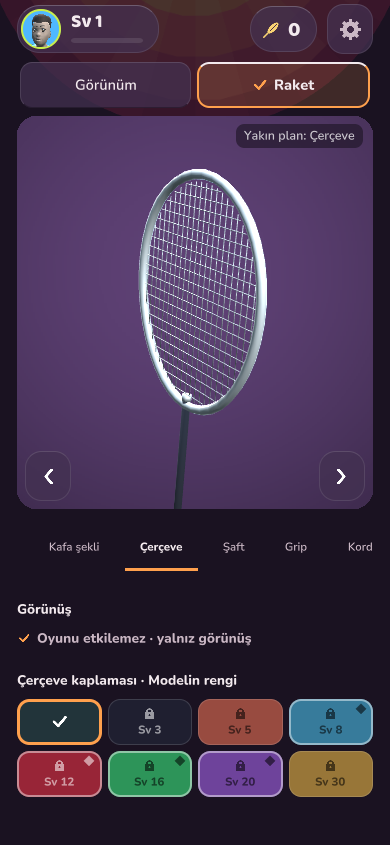 Sv 1
0
Görünüm
Raket
Yakın plan: Çerçeve
Kafa şekli
Çerçeve
Şaft
Grip
Kord
Görünüş
Oyunu etkilemez · yalnız görünüş
Çerçeve kaplaması · Modelin rengi
Sv 3
Sv 5
Sv 8
Sv 12
Sv 16
Sv 20
Sv 30